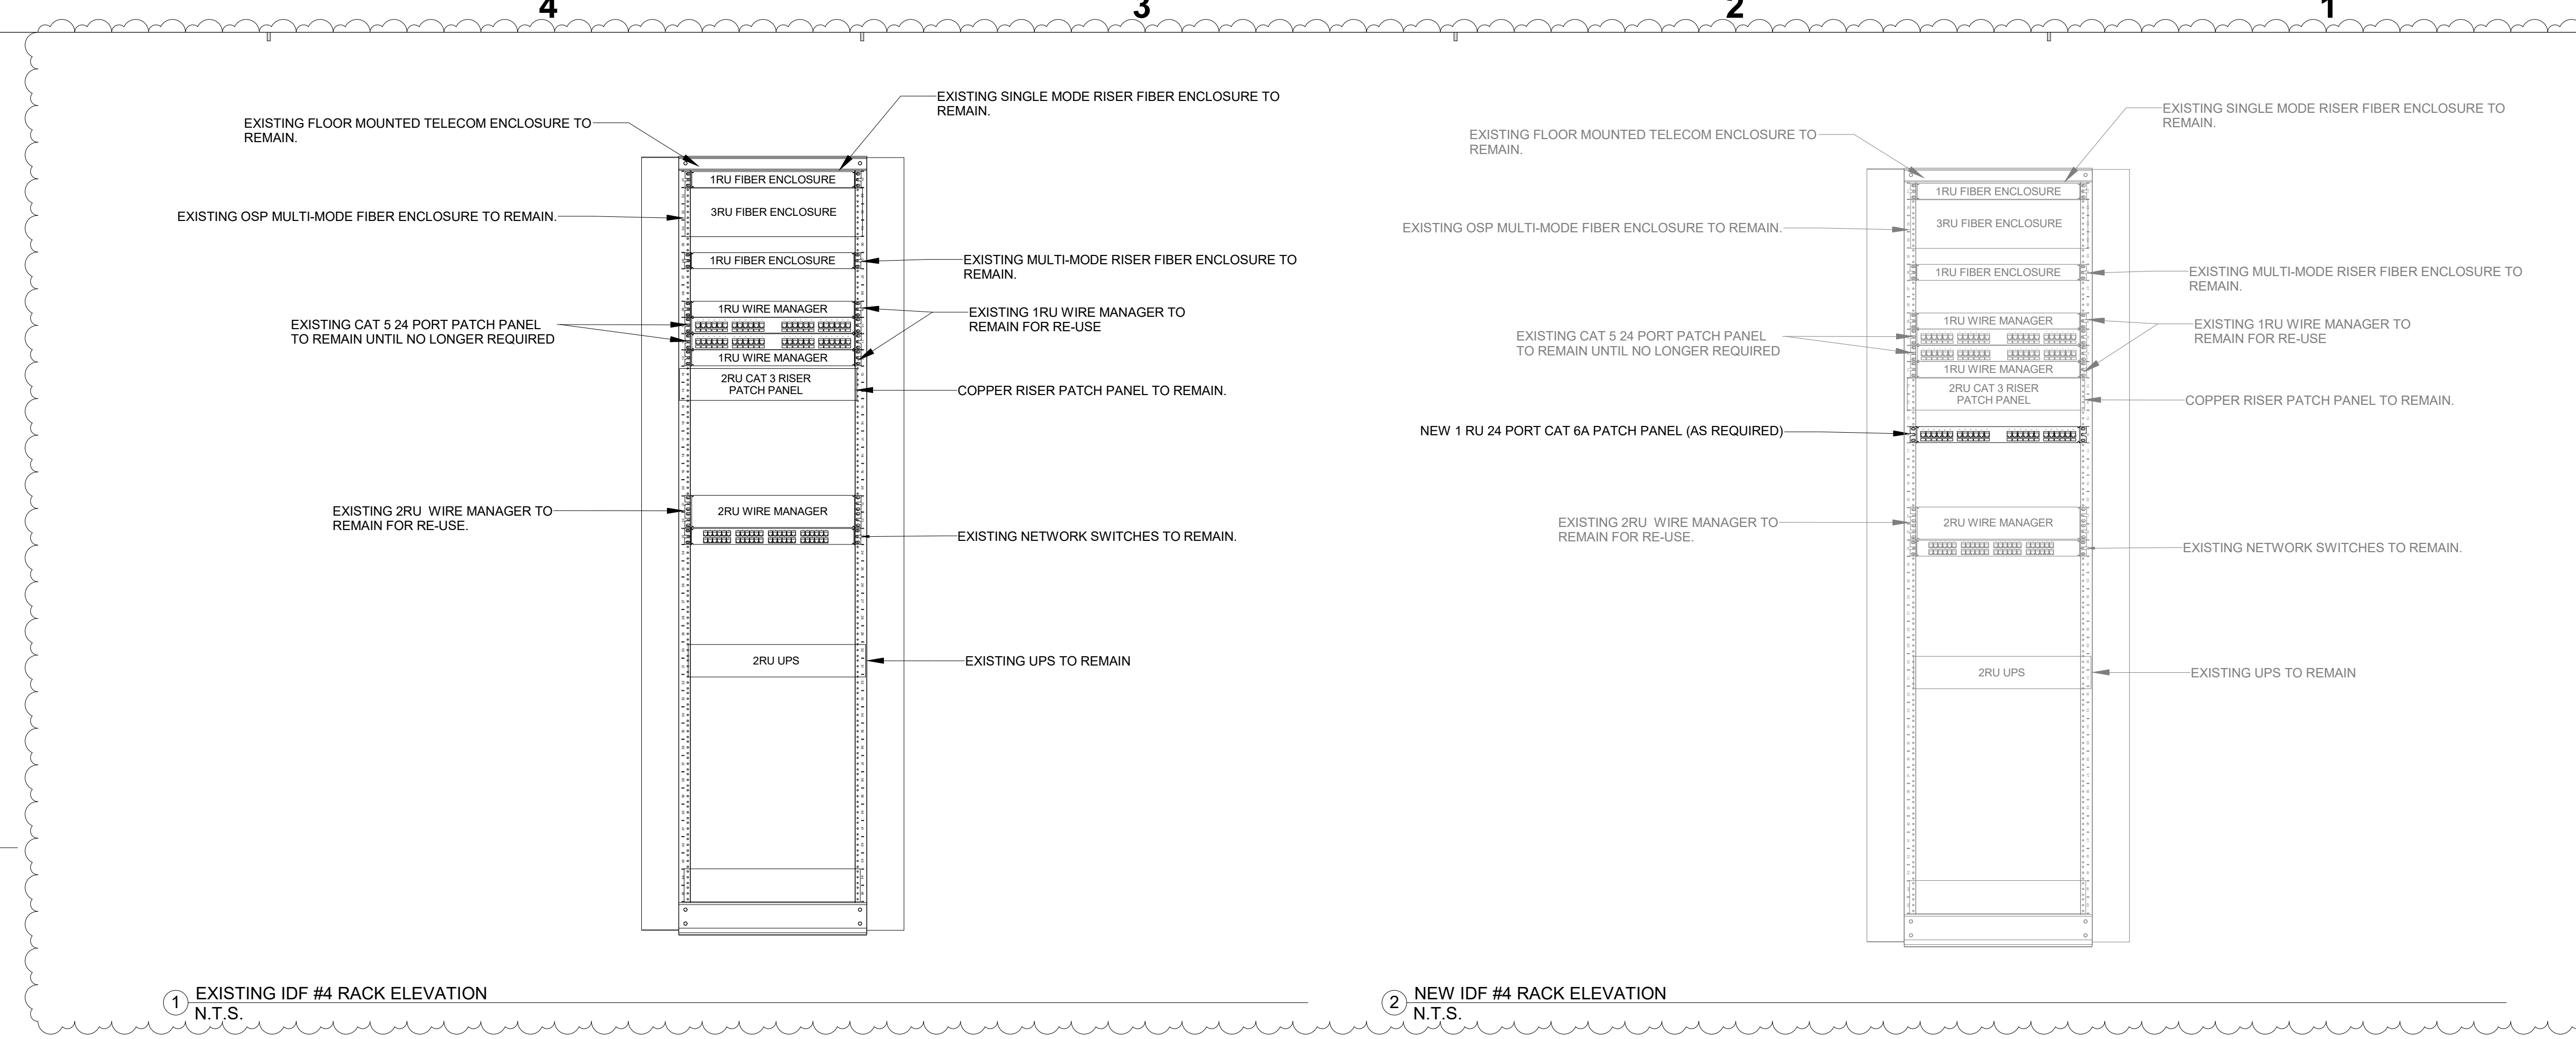 4
3
2
1
EXISTING SINGLE MODE RISER FIBER ENCLOSURE TO
REMAIN.
EXISTING FLOOR MOUNTED TELECOM ENCLOSURE TO
REMAIN.
1RU FIBER ENCLOSURE
3RU FIBER ENCLOSURE
EXISTING OSP MULTI-MODE FIBER ENCLOSURE TO REMAIN.
1RU FIBER ENCLOSURE
EXISTING MULTI-MODE RISER FIBER ENCLOSURE TO
REMAIN.
1RU WIRE MANAGER
EXISTING 1RU WIRE MANAGER TO
REMAIN FOR RE-USE
EXISTING CAT 5 24 PORT PATCH PANEL
TO REMAIN UNTIL NO LONGER REQUIRED
1RU WIRE MANAGER
2RU CAT 3 RISER
PATCH PANEL
COPPER RISER PATCH PANEL TO REMAIN.
EXISTING 2RU  WIRE MANAGER TO
REMAIN FOR RE-USE.
2RU WIRE MANAGER
EXISTING NETWORK SWITCHES TO REMAIN.
2RU UPS
EXISTING UPS TO REMAIN
1
EXISTING IDF #4 RACK ELEVATION
N.T.S.
EXISTING SINGLE MODE RISER FIBER ENCLOSURE TO
REMAIN.
EXISTING FLOOR MOUNTED TELECOM ENCLOSURE TO
REMAIN.
1RU FIBER ENCLOSURE
3RU FIBER ENCLOSURE
EXISTING OSP MULTI-MODE FIBER ENCLOSURE TO REMAIN.
1RU FIBER ENCLOSURE
EXISTING MULTI-MODE RISER FIBER ENCLOSURE TO
REMAIN.
1RU WIRE MANAGER
EXISTING 1RU WIRE MANAGER TO
REMAIN FOR RE-USE
EXISTING CAT 5 24 PORT PATCH PANEL
TO REMAIN UNTIL NO LONGER REQUIRED
1RU WIRE MANAGER
2RU CAT 3 RISER
PATCH PANEL
COPPER RISER PATCH PANEL TO REMAIN.
NEW 1 RU 24 PORT CAT 6A PATCH PANEL (AS REQUIRED)
EXISTING 2RU  WIRE MANAGER TO
REMAIN FOR RE-USE.
2RU WIRE MANAGER
EXISTING NETWORK SWITCHES TO REMAIN.
2RU UPS
EXISTING UPS TO REMAIN
2
NEW IDF #4 RACK ELEVATION
N.T.S.